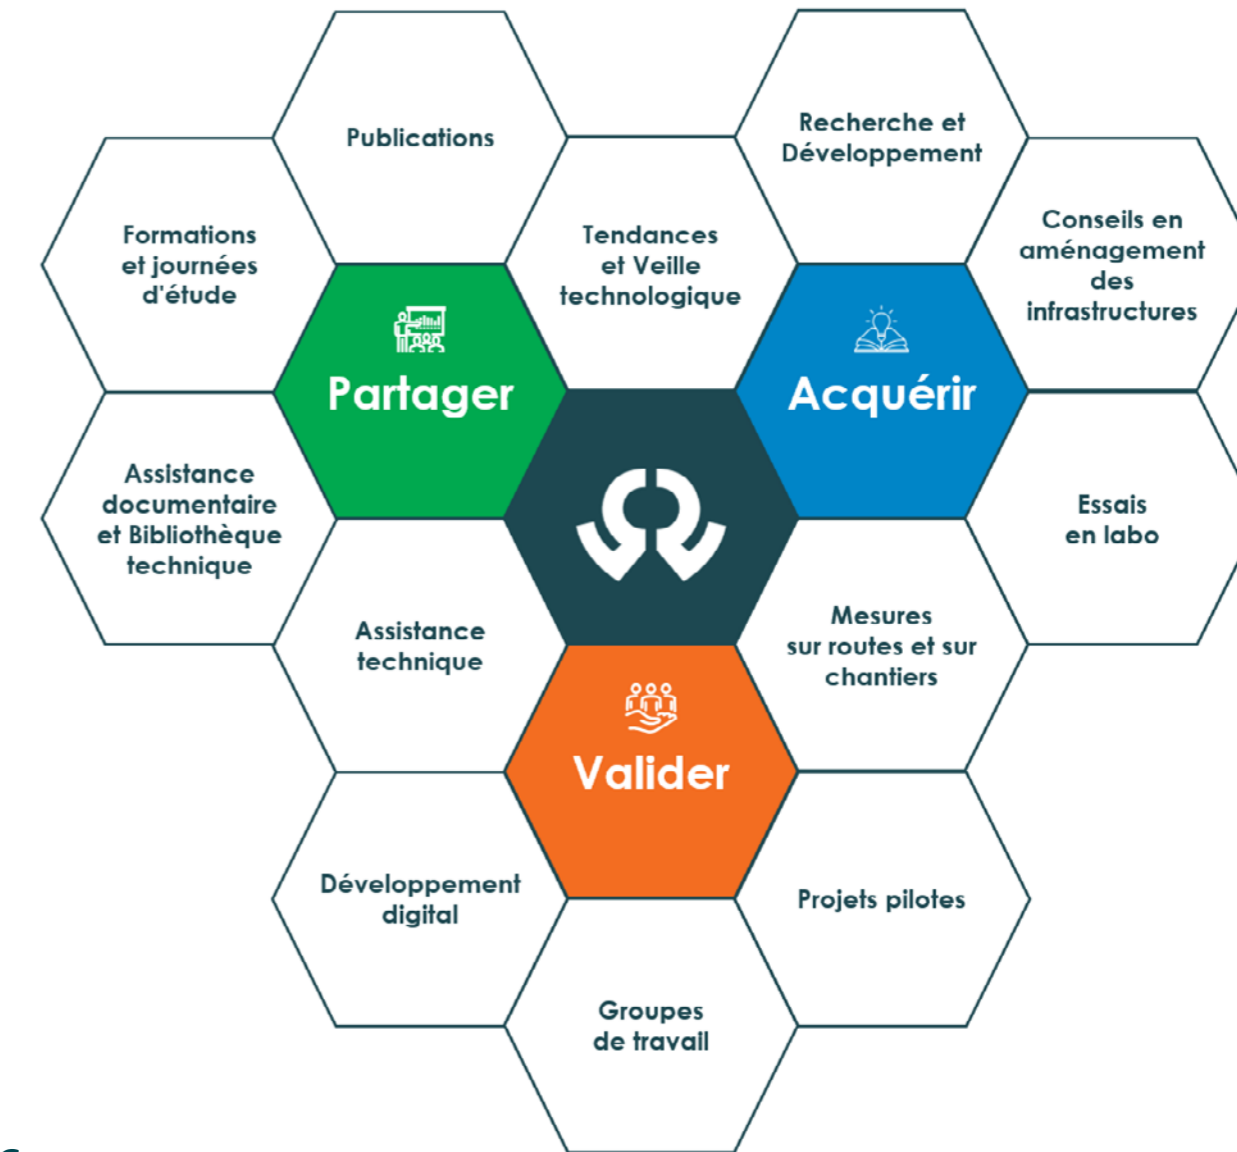 Publications
Recherche et
Développement
Formations
et journées
d'étude
Tendances
et Veille
technologique
Conseils en
aménagement
des
infrastructures
Partager
Acquérir
Assistance
documentaire
et Bibliothèque
technique
Essais
en labo
Assistance
technique
Mesures
sur routes et sur
chantiers
Valider
Développement
digital
Projets pilotes
Groupes
de travail